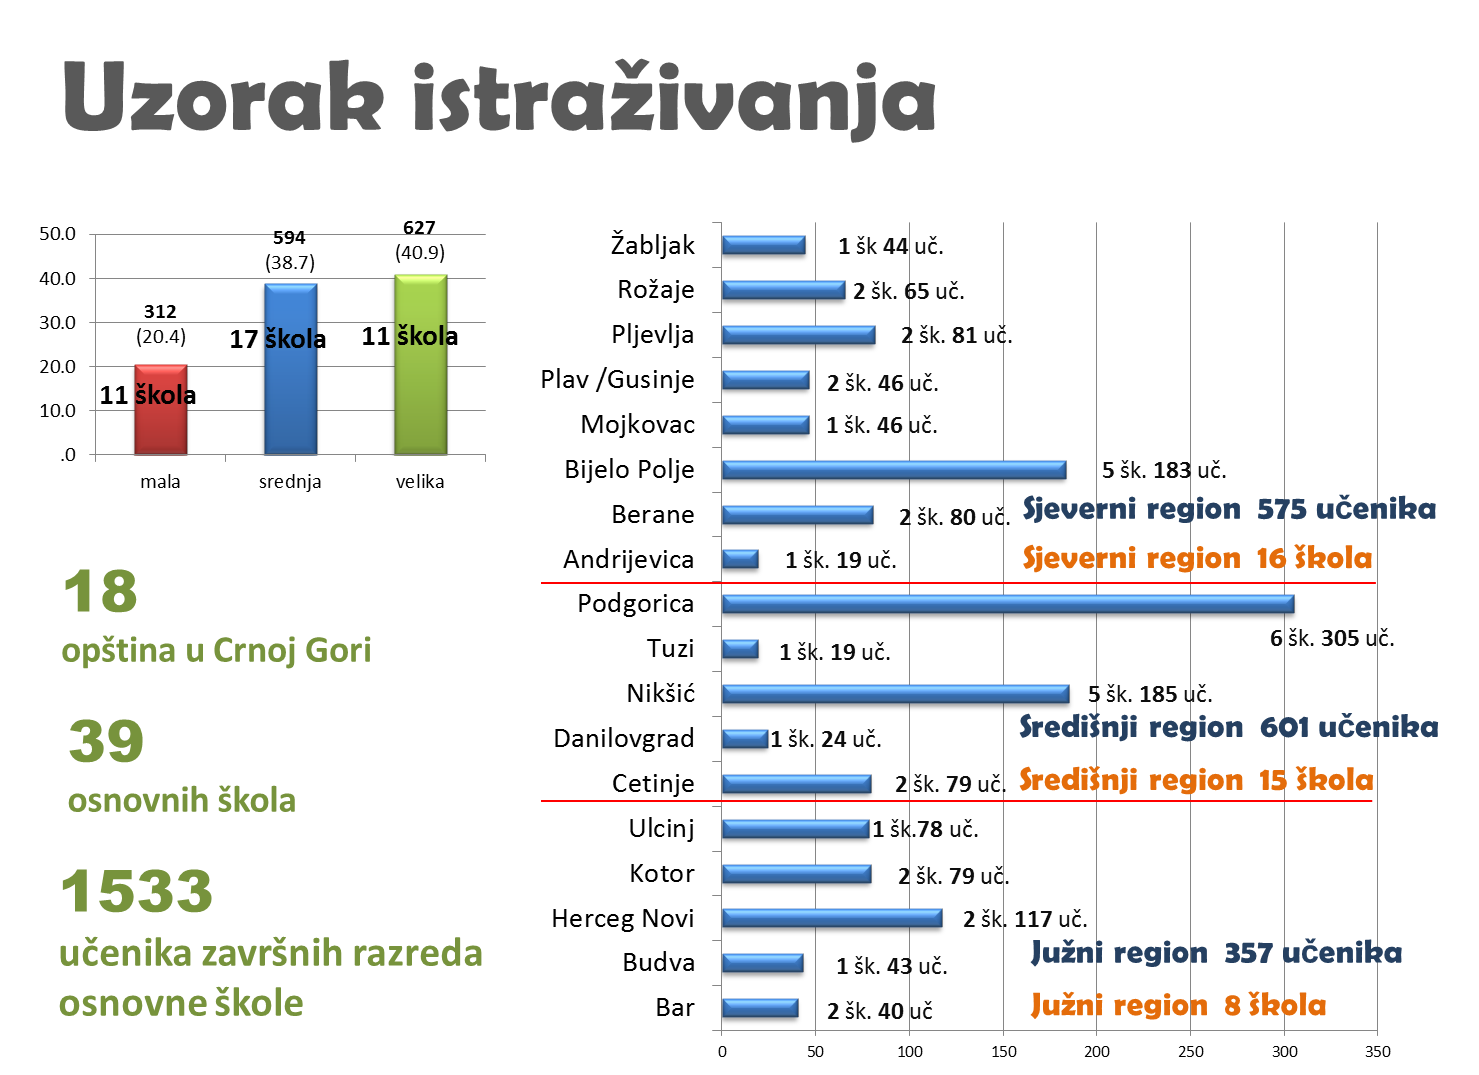 Uzorak istraživanja
50.0
40.0
30.0
20.0
10.0
.0
312
(20.4)
594
(38.7)
627
(40.9)
11 škola
17 škola
11 škola
mala
srednja
velika
18
opština u Crnoj Gori
39
osnovnih škola
1533
učenika završnih razreda
osnovne škole
Žabljak 1 šk 44 uč.
Rožaje 2 šk. 65 uč.
Pljevlja 2 šk. 81 uč.
Plav /Gusinje 2 šk. 46 uč.
Mojkovac 1 šk. 46 uč.
Bijelo Polje 5 šk. 183 uč.
Berane 2 šk. 80 uč.
Sjeverni region 575 učenika
Andrijevica 1 šk. 19 uč.
Sjeverni region 16 škola
Podgorica 6 šk. 305 uč.
Tuzi 1 šk. 19 uč.
Nikšić 5 šk. 185 uč.
Središnji region 601 učenika
Danilovgrad 1 šk. 24 uč.
Cetinje 2 šk. 79 uč.
Središnji region 15 škola
Ulcinj 1 šk.78 uč.
Kotor 2 šk. 79 uč.
Herceg Novi 2 šk. 117 uč.
Južni region 357 učenika
Budva 1 šk. 43 uč.
Bar 2 šk. 40 uč
Južni region 8 škola
0 50 100 150 200 250 300 350